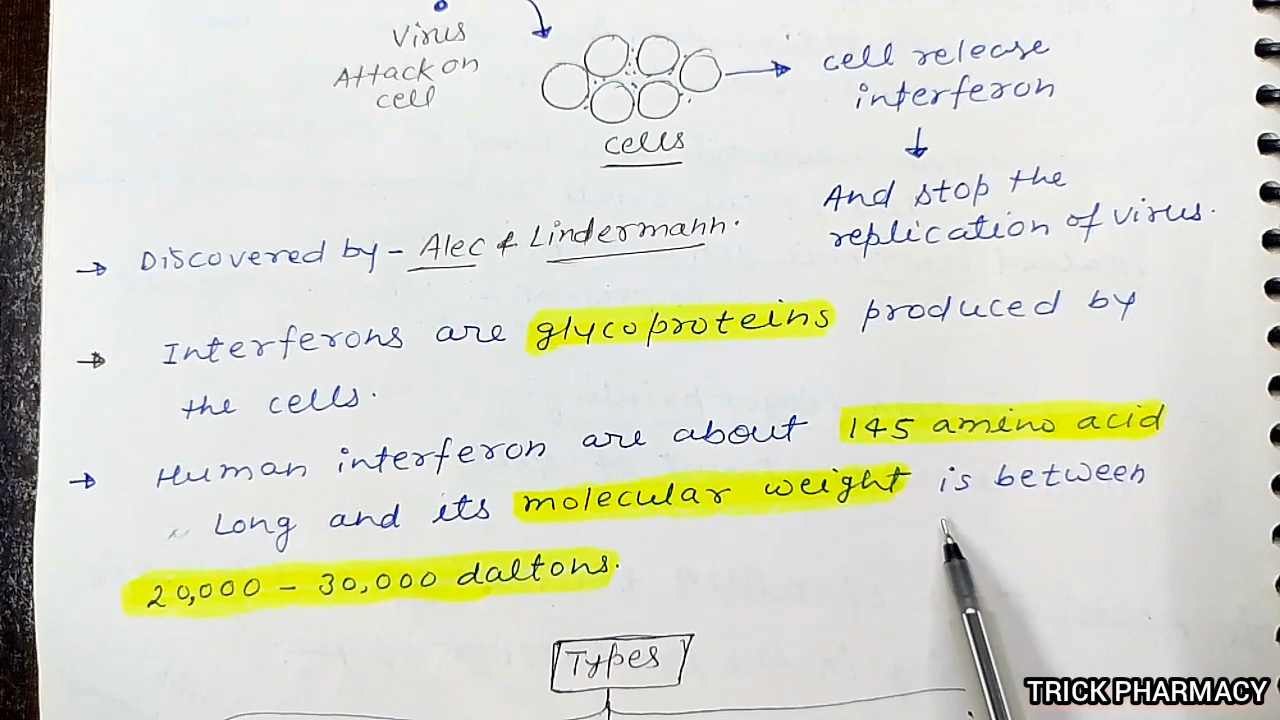 Virus
Attack on
cell
cells
cell release
interferon
And stop the
replication of virus.
→ Discovered by - Alec & Lindermann.
→ Interferons are glycoproteins produced by
the cells.
→ Human interferon are about 145 amino acid
Long and its molecular weight is between
20,000 - 30,000 daltons.
Types
TRICK PHARMACY